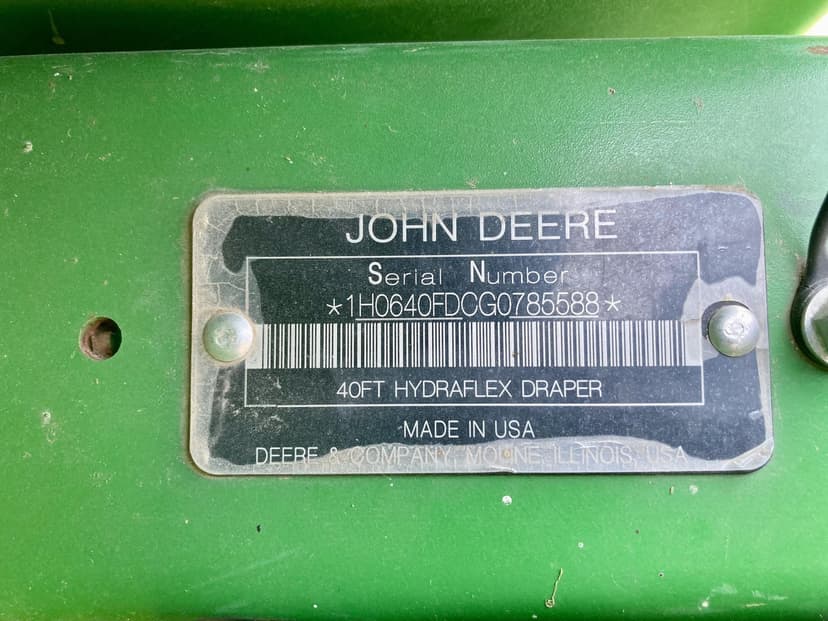 JOHN DEERE
Serial Number
*1H0640FDCG0785588*
40FT HYDRAFLEX DRAPER
MADE IN USA
DEERE & COMPANY, MOLINE, ILLINOIS, USA